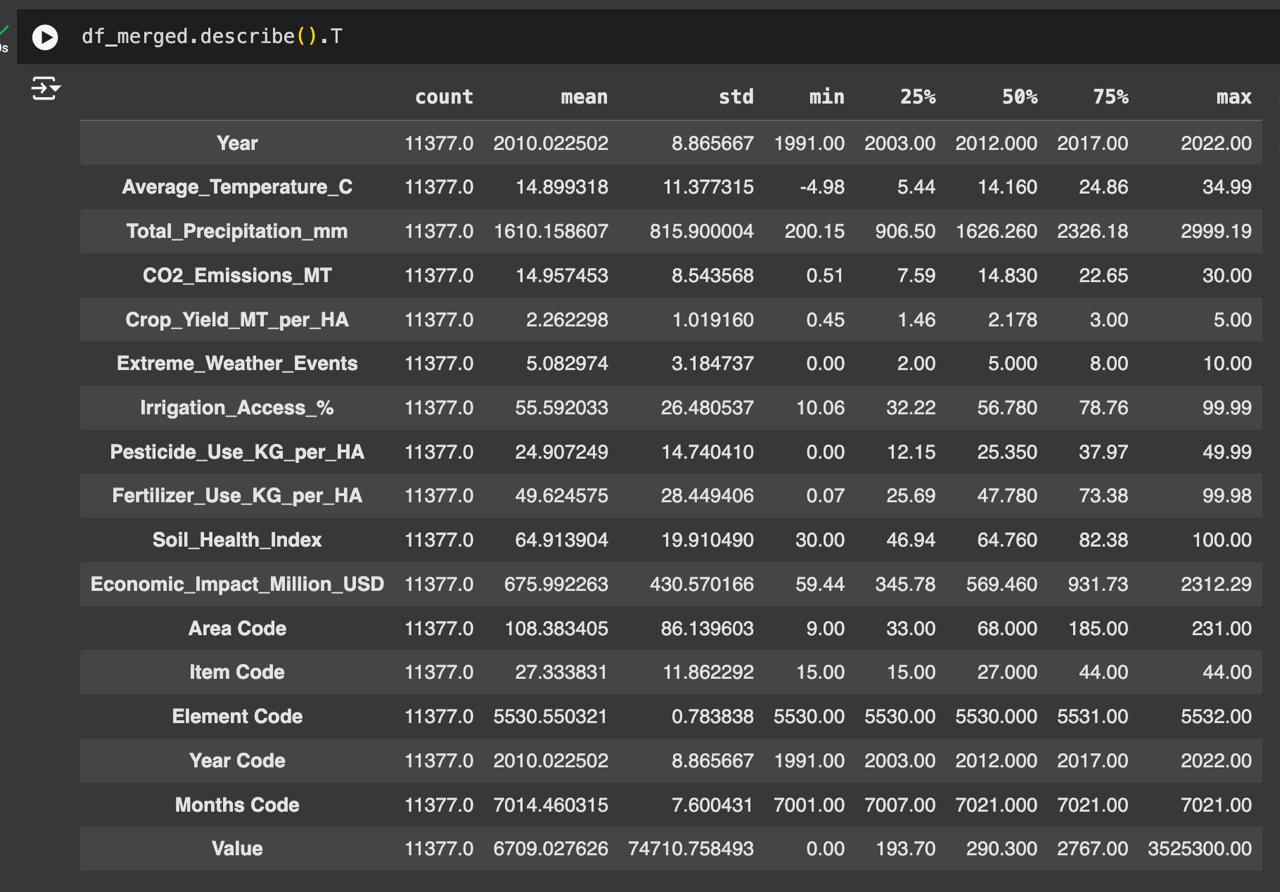 0s
df_merged.describe().T
count mean std min 25% 50% 75% max
Year 11377.0 2010.022502 8.865667 1991.00 2003.00 2012.000 2017.00 2022.00
Average_Temperature_C 11377.0 14.899318 11.377315 -4.98 5.44 14.160 24.86 34.99
Total_Precipitation_mm 11377.0 1610.158607 815.900004 200.15 906.50 1626.260 2326.18 2999.19
CO2_Emissions_MT 11377.0 14.957453 8.543568 0.51 7.59 14.830 22.65 30.00
Crop_Yield_MT_per_HA 11377.0 2.262298 1.019160 0.45 1.46 2.178 3.00 5.00
Extreme_Weather_Events 11377.0 5.082974 3.184737 0.00 2.00 5.000 8.00 10.00
Irrigation_Access_% 11377.0 55.592033 26.480537 10.06 32.22 56.780 78.76 99.99
Pesticide_Use_KG_per_HA 11377.0 24.907249 14.740410 0.00 12.15 25.350 37.97 49.99
Fertilizer_Use_KG_per_HA 11377.0 49.624575 28.449406 0.07 25.69 47.780 73.38 99.98
Soil_Health_Index 11377.0 64.913904 19.910490 30.00 46.94 64.760 82.38 100.00
Economic_Impact_Million_USD 11377.0 675.992263 430.570166 59.44 345.78 569.460 931.73 2312.29
Area Code 11377.0 108.383405 86.139603 9.00 33.00 68.000 185.00 231.00
Item Code 11377.0 27.333831 11.862292 15.00 15.00 27.000 44.00 44.00
Element Code 11377.0 5530.550321 0.783838 5530.00 5530.00 5530.000 5531.00 5532.00
Year Code 11377.0 2010.022502 8.865667 1991.00 2003.00 2012.000 2017.00 2022.00
Months Code 11377.0 7014.460315 7.600431 7001.00 7007.00 7021.000 7021.00 7021.00
Value 11377.0 6709.027626 74710.758493 0.00 193.70 290.300 2767.00 3525300.00